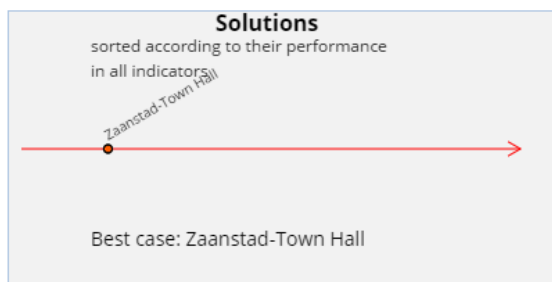 Solutions
sorted according to their performance
in all indicators
Zaanstad-Town Hall
Best case: Zaanstad-Town Hall